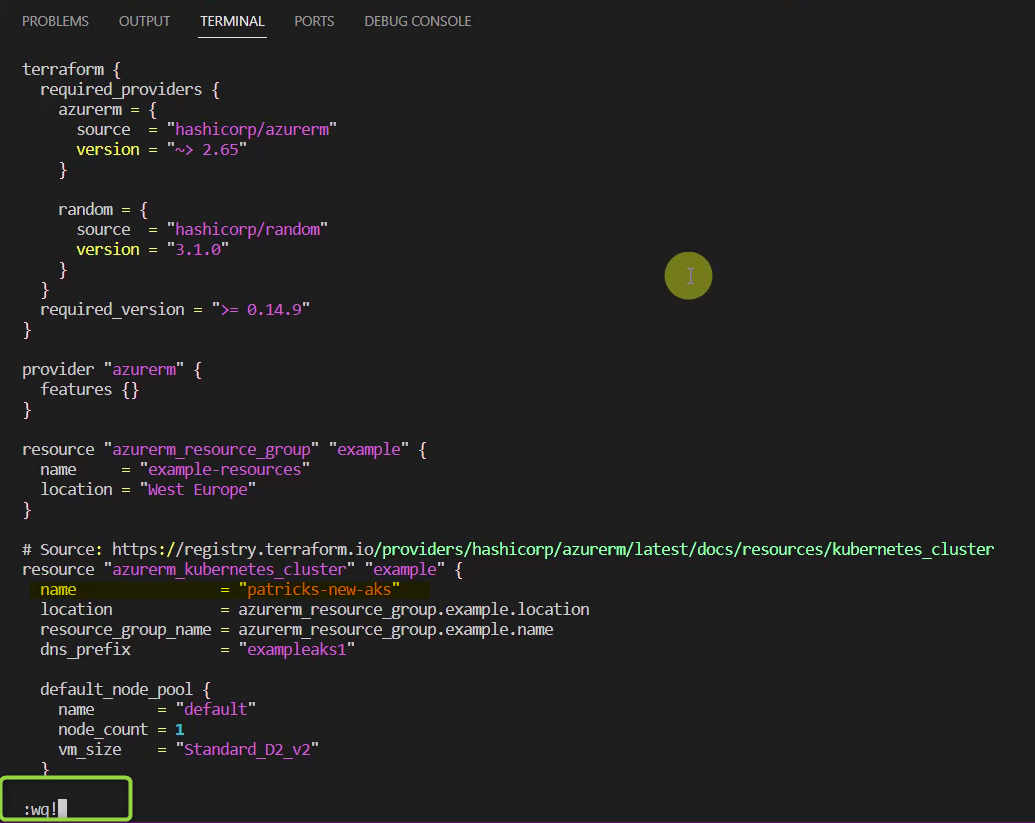 PROBLEMS OUTPUT TERMINAL PORTS DEBUG CONSOLE
terraform {
  required_providers {
    azurerm = {
      source  = "hashicorp/azurerm"
      version = "~> 2.65"
    }

    random = {
      source  = "hashicorp/random"
      version = "3.1.0"
    }
  }
  required_version = ">= 0.14.9"
}

provider "azurerm" {
  features {}
}

resource "azurerm_resource_group" "example" {
  name     = "example-resources"
  location = "West Europe"
}

# Source: https://registry.terraform.io/providers/hashicorp/azurerm/latest/docs/resources/kubernetes_cluster
resource "azurerm_kubernetes_cluster" "example" {
  name                = "patricks-new-aks"
  location            = azurerm_resource_group.example.location
  resource_group_name = azurerm_resource_group.example.name
  dns_prefix          = "exampleaks1"

  default_node_pool {
    name       = "default"
    node_count = 1
    vm_size    = "Standard_D2_v2"
  }

:wq!